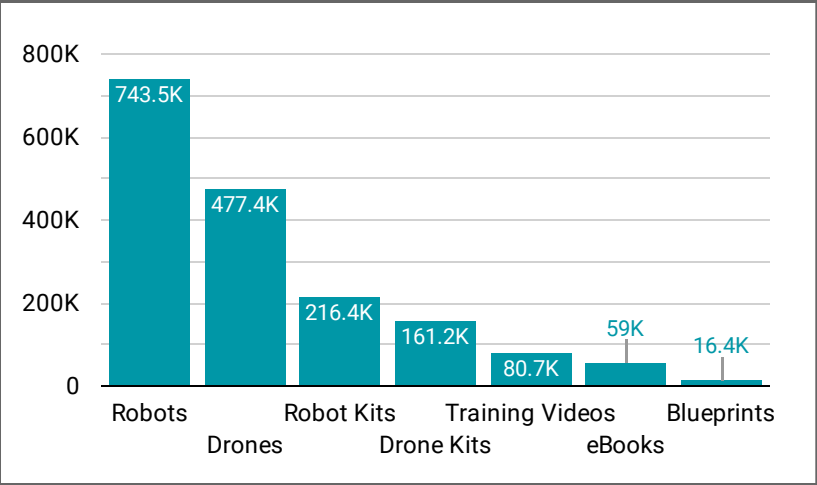 800K
600K
400K
200K
0
743.5K
477.4K
216.4K
161.2K
80.7K
59K
16.4K
Robots
Drones
Robot Kits
Drone Kits
Training Videos
eBooks
Blueprints